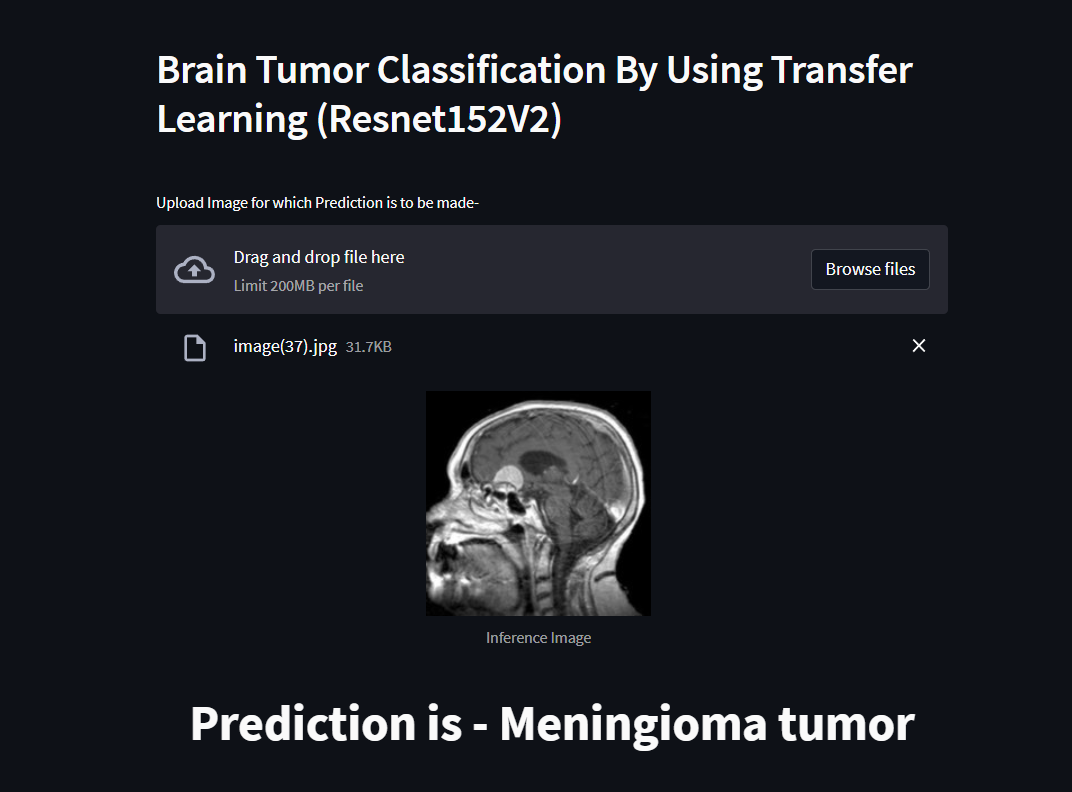 Brain Tumor Classification By Using Transfer
Learning (Resnet152V2)
Upload Image for which Prediction is to be made-
Drag and drop file here
Limit 200MB per file
Browse files
image(37).jpg 31.7KB
Inference Image
Prediction is - Meningioma tumor